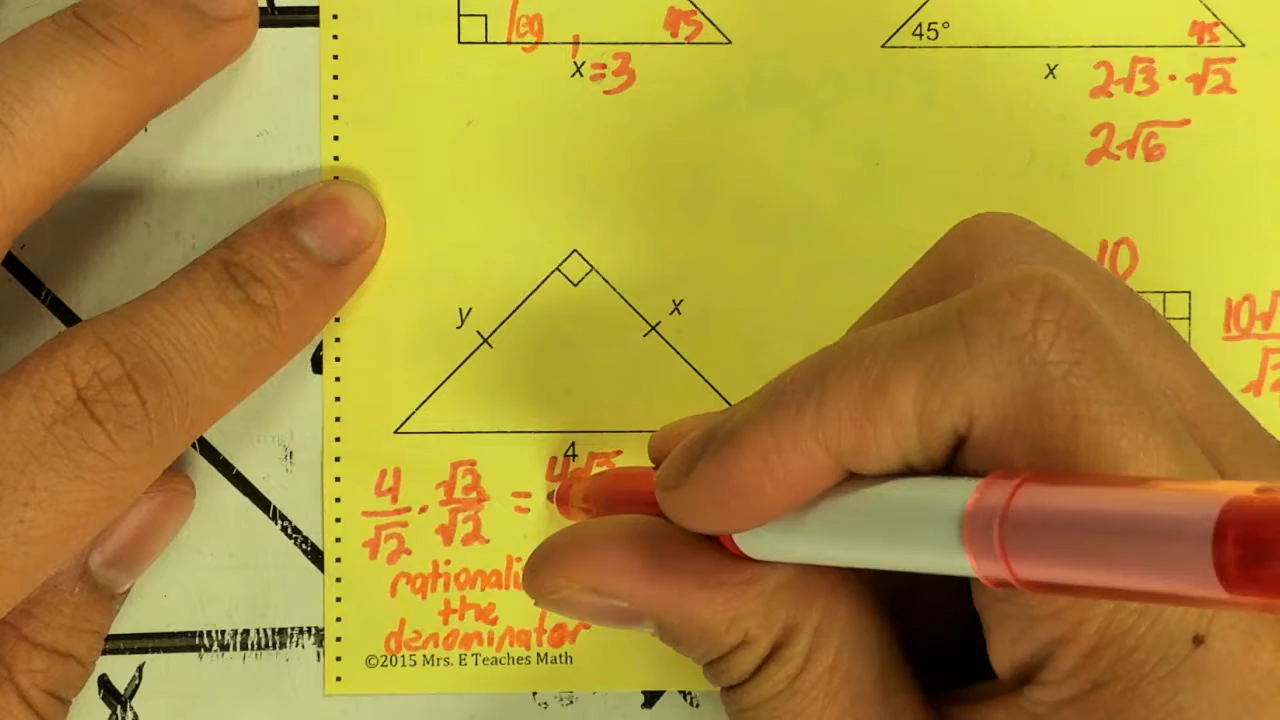 leg 45
x = 3
45° 45
x 2√3 · √2
2√6
10
y x
4
4/√2 · √2/√2 = 4√2
rationali
the
denominator
©2015 Mrs. E Teaches Math